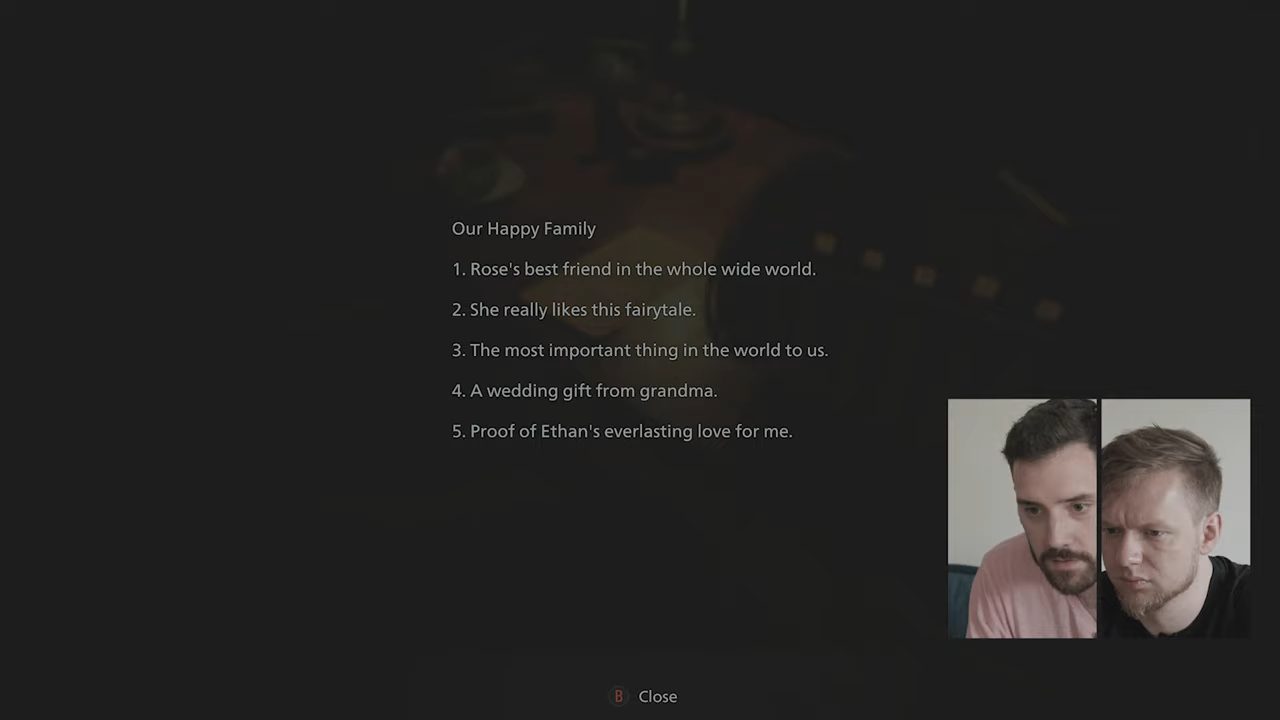 Our Happy Family
1. Rose's best friend in the whole wide world.
2. She really likes this fairytale.
3. The most important thing in the world to us.
4. A wedding gift from grandma.
5. Proof of Ethan's everlasting love for me.
B Close